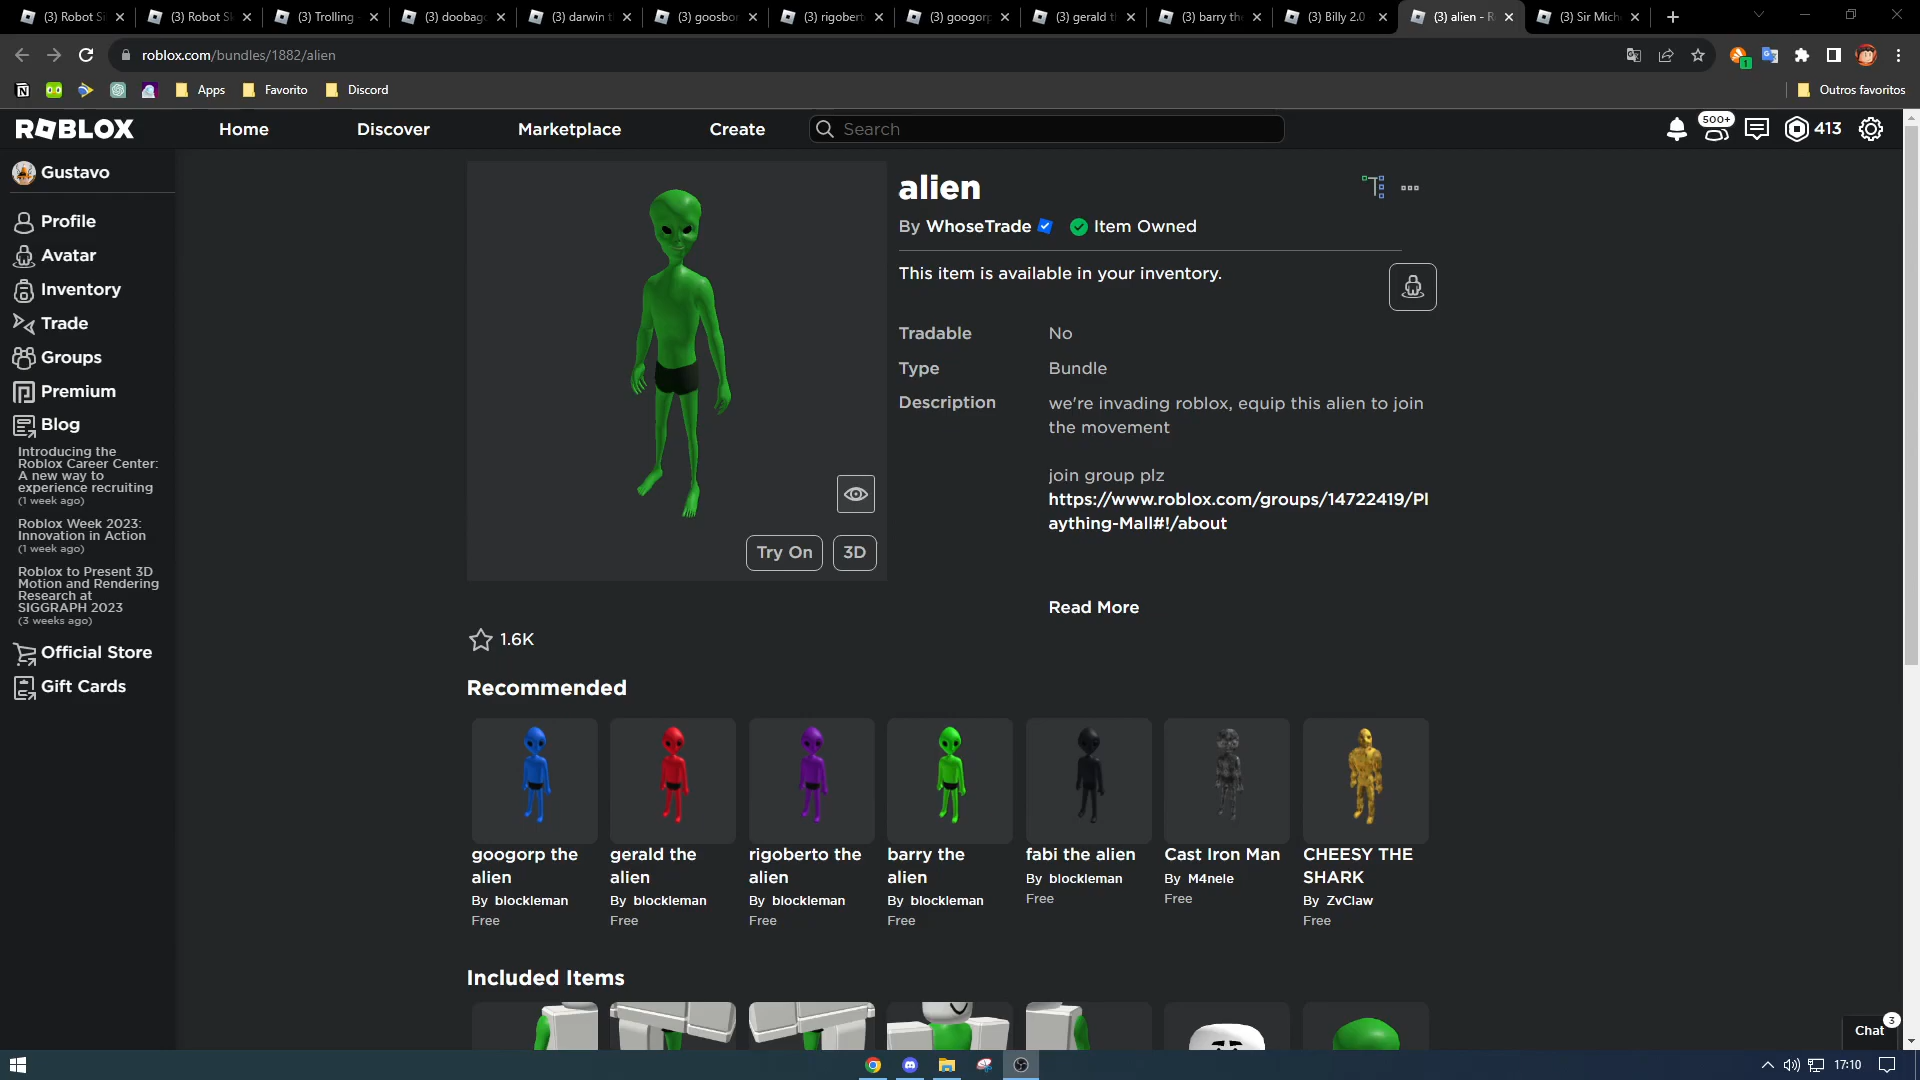 (3) Robot Si
(3) Robot Sk
(3) Trolling
(3) doobag
(3) darwin t
(3) goosbor
(3) rigobert
(3) googorp
(3) gerald t
(3) barry the
(3) Billy 2.0
(3) alien - R
(3) Sir Mich
roblox.com/bundles/1882/alien
1
Apps
Favorito
Discord
Outros favoritos
ROBLOX
Home
Discover
Marketplace
Create
Search
500+
413
Gustavo
Profile
Avatar
Inventory
Trade
Groups
Premium
Blog
Introducing the
Roblox Career Center:
A new way to
experience recruiting
(1 week ago)
Roblox Week 2023:
Innovation in Action
(1 week ago)
Roblox to Present 3D
Motion and Rendering
Research at
SIGGRAPH 2023
(3 weeks ago)
Official Store
Gift Cards
Try On
3D
1.6K
alien
By WhoseTrade
Item Owned
This item is available in your inventory.
Tradable
No
Type
Bundle
Description
we're invading roblox, equip this alien to join
the movement
join group plz
https://www.roblox.com/groups/14722419/Pl
aything-Mall#!/about
Read More
Recommended
googorp the
alien
By blockleman
Free
gerald the
alien
By blockleman
Free
rigoberto the
alien
By blockleman
Free
barry the
alien
By blockleman
Free
fabi the alien
By blockleman
Free
Cast Iron Man
By M4nele
Free
CHEESY THE
SHARK
By ZvClaw
Free
Included Items
Chat
3
17:10